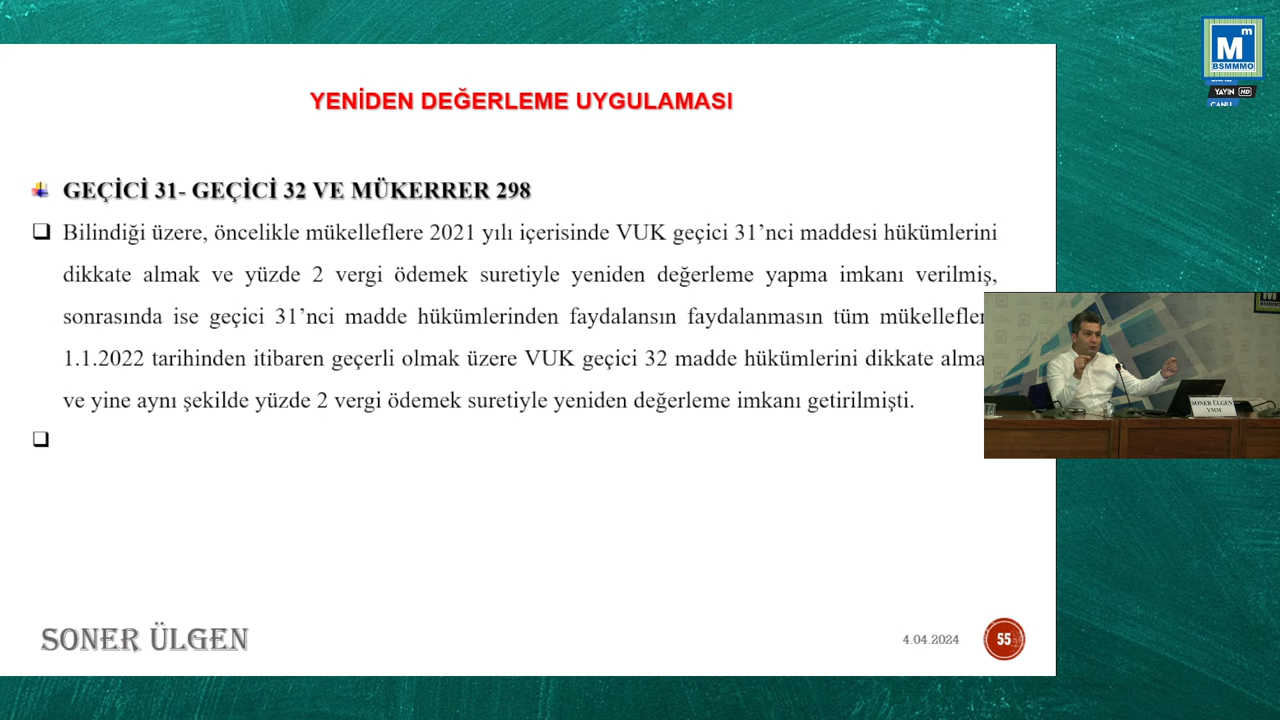 YENİDEN DEĞERLEME UYGULAMASI
GEÇİCİ 31- GEÇİCİ 32 VE MÜKERRER 298
Bilindiği üzere, öncelikle mükelleflere 2021 yılı içerisinde VUK geçici 31’nci maddesi hükümlerini
dikkate almak ve yüzde 2 vergi ödemek suretiyle yeniden değerleme yapma imkanı verilmiş,
sonrasında ise geçici 31’nci madde hükümlerinden faydalansın faydalanmasın tüm
1.1.2022 tarihinden itibaren geçerli olmak üzere VUK geçici 32 madde hükümlerini dikkate
ve yine aynı şekilde yüzde 2 vergi ödemek suretiyle yeniden değerleme imkanı getirilmişti.
SONER ÜLGEN
4.04.2024
55
M m
BSMMMO
YAYIN HD
CANLI
SONER ÜLGEN
YMM